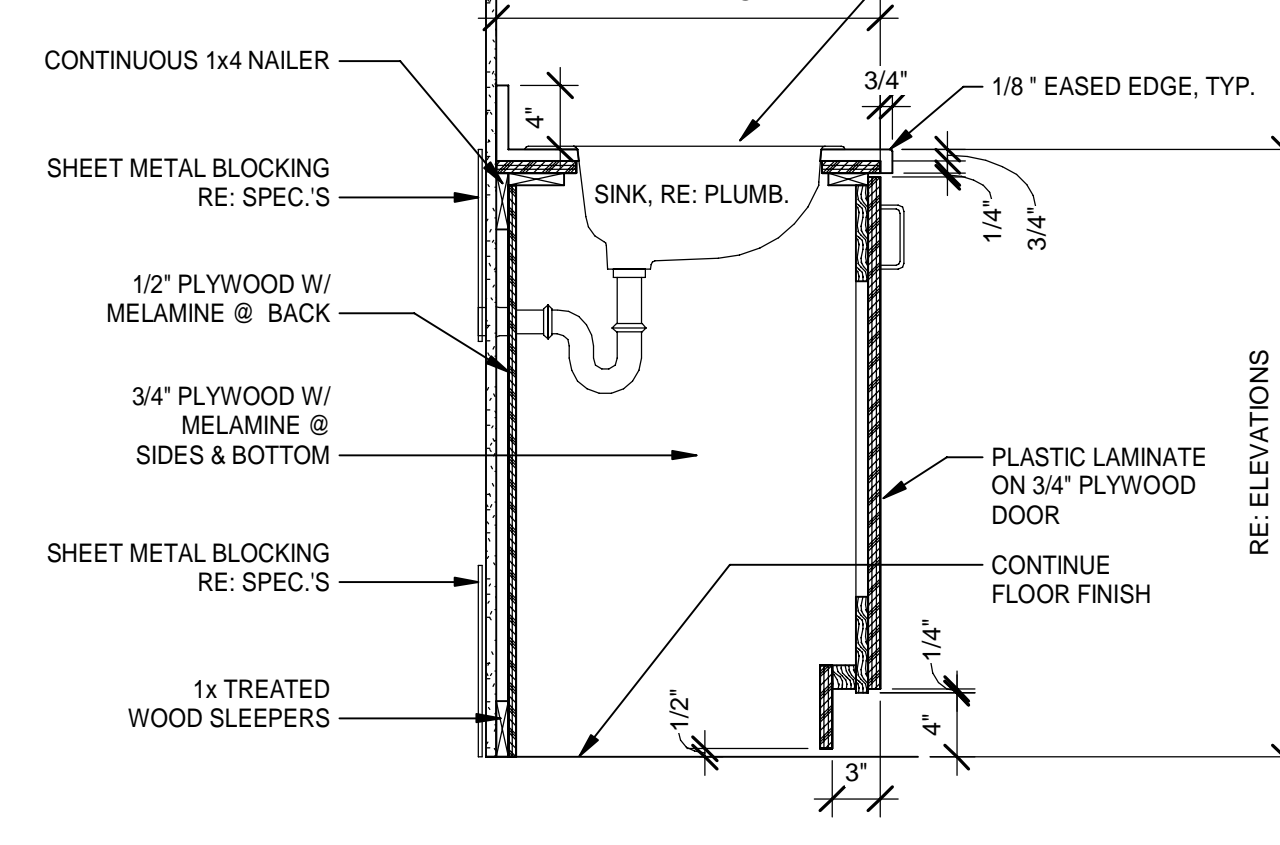 CONTINUOUS 1x4 NAILER
4"
3/4"
1/8 " EASED EDGE, TYP.
SHEET METAL BLOCKING
RE: SPEC.'S
SINK, RE: PLUMB.
1/4"
3/4"
1/2" PLYWOOD W/
MELAMINE @ BACK
3/4" PLYWOOD W/
MELAMINE @
SIDES & BOTTOM
PLASTIC LAMINATE
ON 3/4" PLYWOOD
DOOR
RE: ELEVATIONS
SHEET METAL BLOCKING
RE: SPEC.'S
CONTINUE
FLOOR FINISH
1x TREATED
WOOD SLEEPERS
1/2"
1/4"
4"
3"